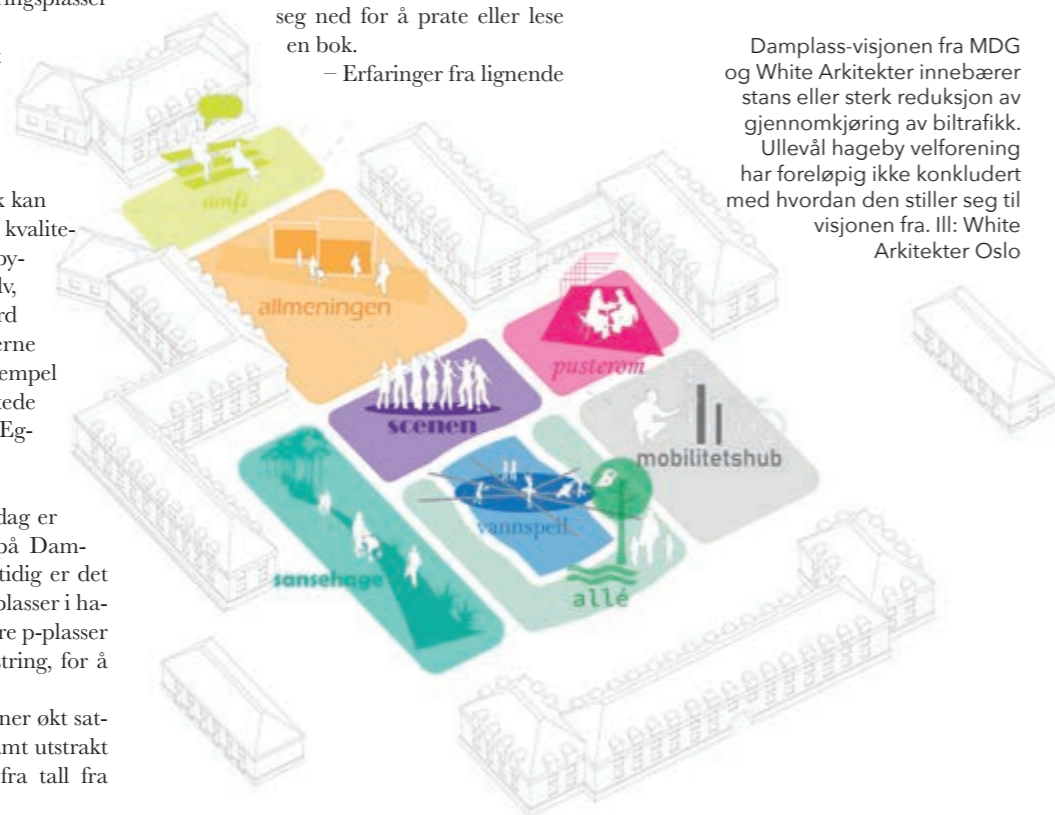 ringsplasser
k kan
kvalite-
by-
lv,
rd
erne
empel
tede
Eg-
dag er
på Dam-
tidig er det
plasser i ha-
re p-plasser
string, for å
ner økt sat-
amt utstrakt
fra tall fra
seg ned for å prate eller lese
en bok.
– Erfaringer fra lignende
Damplass-visjonen fra MDG
og White Arkitekter innebærer
stans eller sterk reduksjon av
gjennomkjøring av biltrafikk.
Ullevål hageby velforening
har foreløpig ikke konkludert
med hvordan den stiller seg til
visjonen fra. Ill: White
Arkitekter Oslo
amfi
allmeningen
pusterom
scenen
mobilitetshub
vannspeil
sansehage
allé